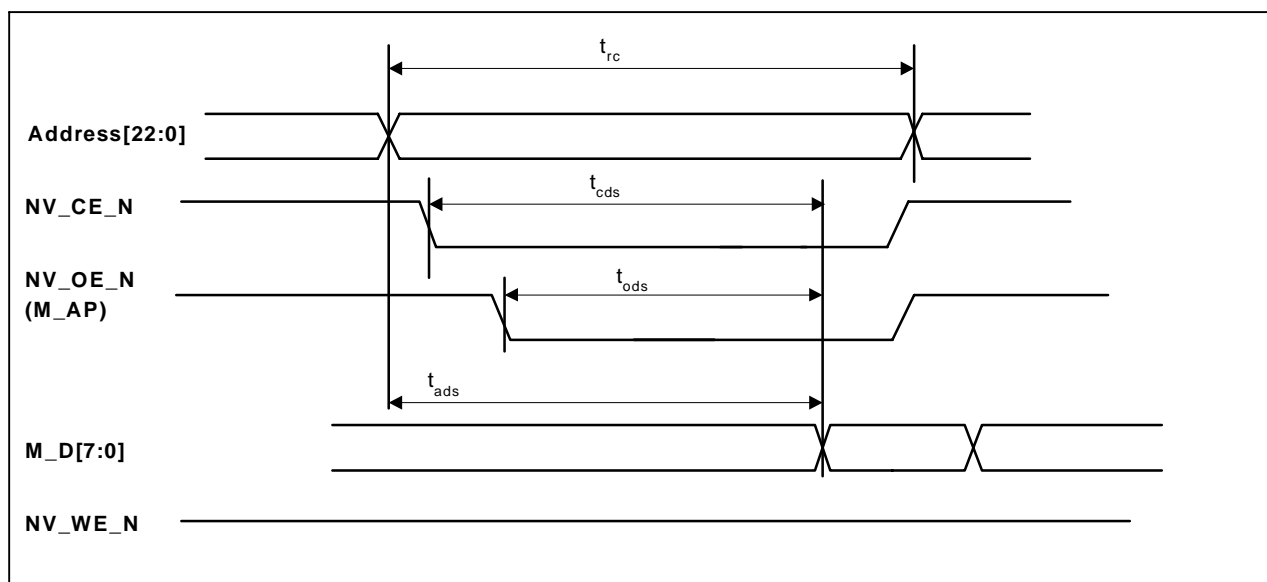 t_rc
Address[22:0]
t_cds
NV_CE_N
NV_OE_N
(M_AP)
t_ods
t_ads
M_D[7:0]
NV_WE_N